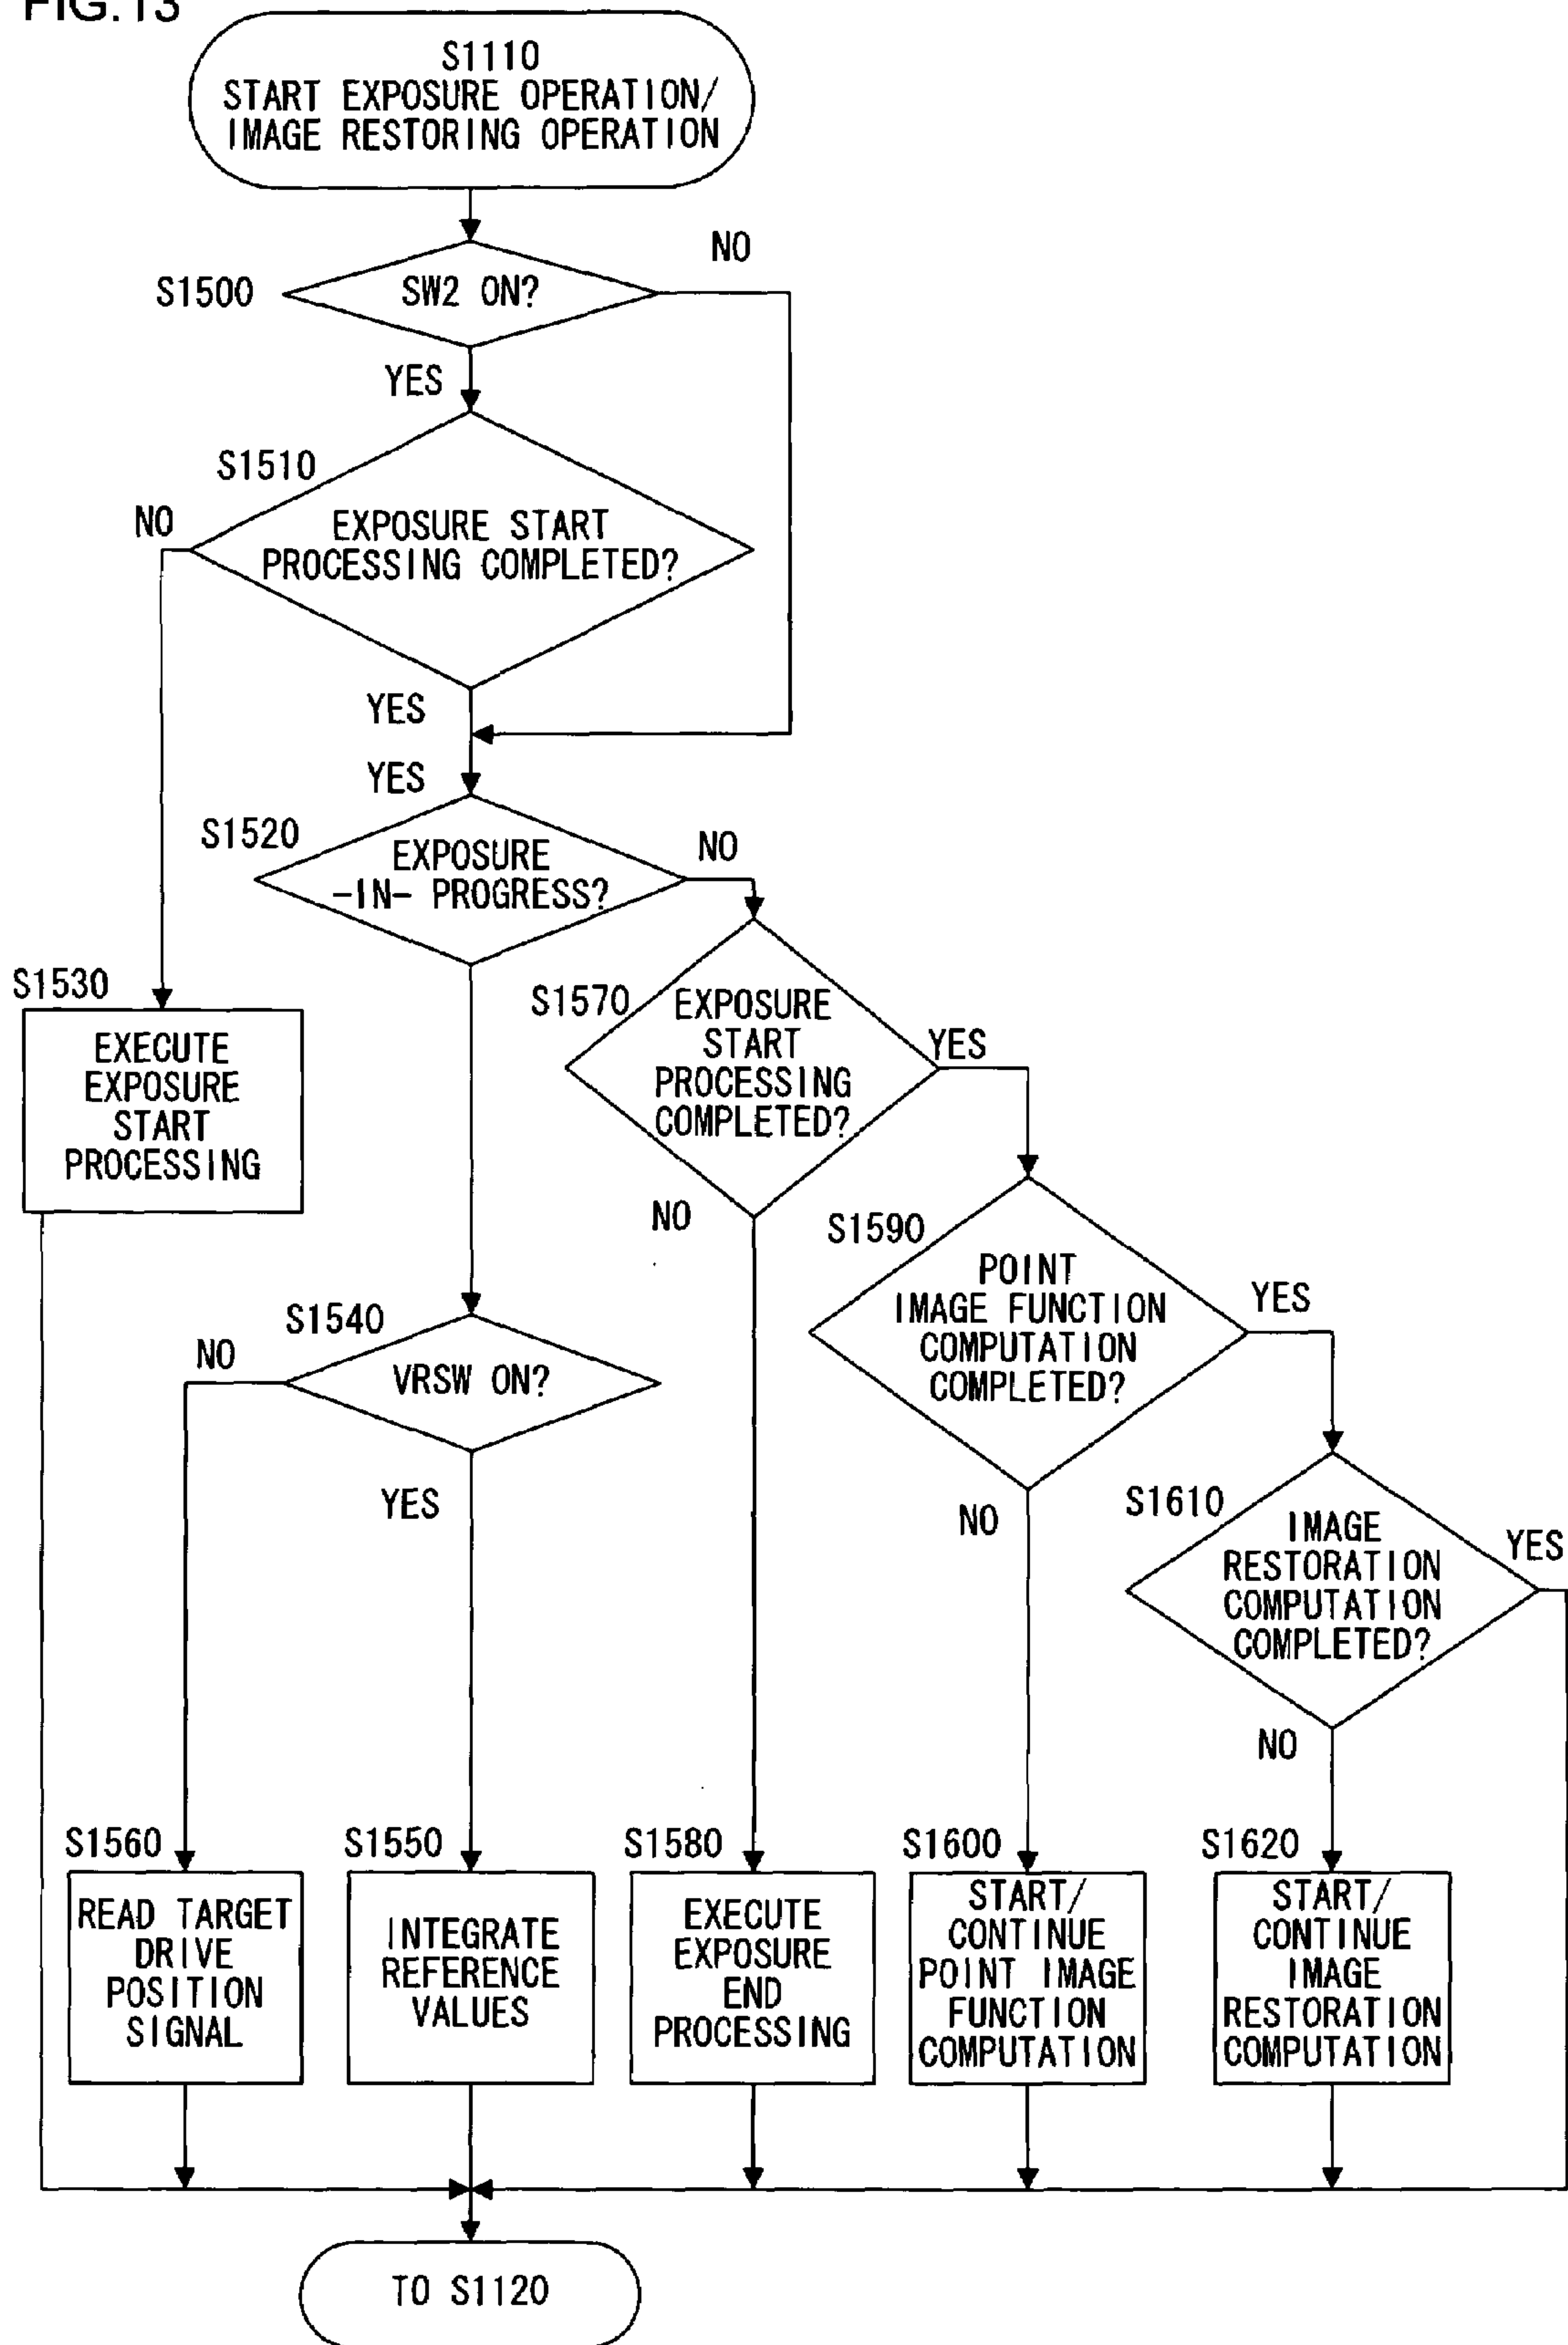 FIG.13
S1110
START EXPOSURE OPERATION/
IMAGE RESTORING OPERATION
NO
S1500
SW2 ON?
YES
S1510
NO
EXPOSURE START
PROCESSING COMPLETED?
YES
YES
S1520
EXPOSURE
-IN- PROGRESS?
NO
S1530
EXECUTE
EXPOSURE
START
PROCESSING
S1570
EXPOSURE
START
PROCESSING
COMPLETED?
YES
NO
S1590
POINT
IMAGE FUNCTION
COMPUTATION
COMPLETED?
YES
NO
S1540
NO
VRSW ON?
YES
S1610
IMAGE
RESTORATION
COMPUTATION
COMPLETED?
YES
NO
S1560
READ TARGET
DRIVE
POSITION
SIGNAL
S1550
INTEGRATE
REFERENCE
VALUES
S1580
EXECUTE
EXPOSURE
END
PROCESSING
S1600
START/
CONTINUE
POINT IMAGE
FUNCTION
COMPUTATION
S1620
START/
CONTINUE
IMAGE
RESTORATION
COMPUTATION
TO S1120